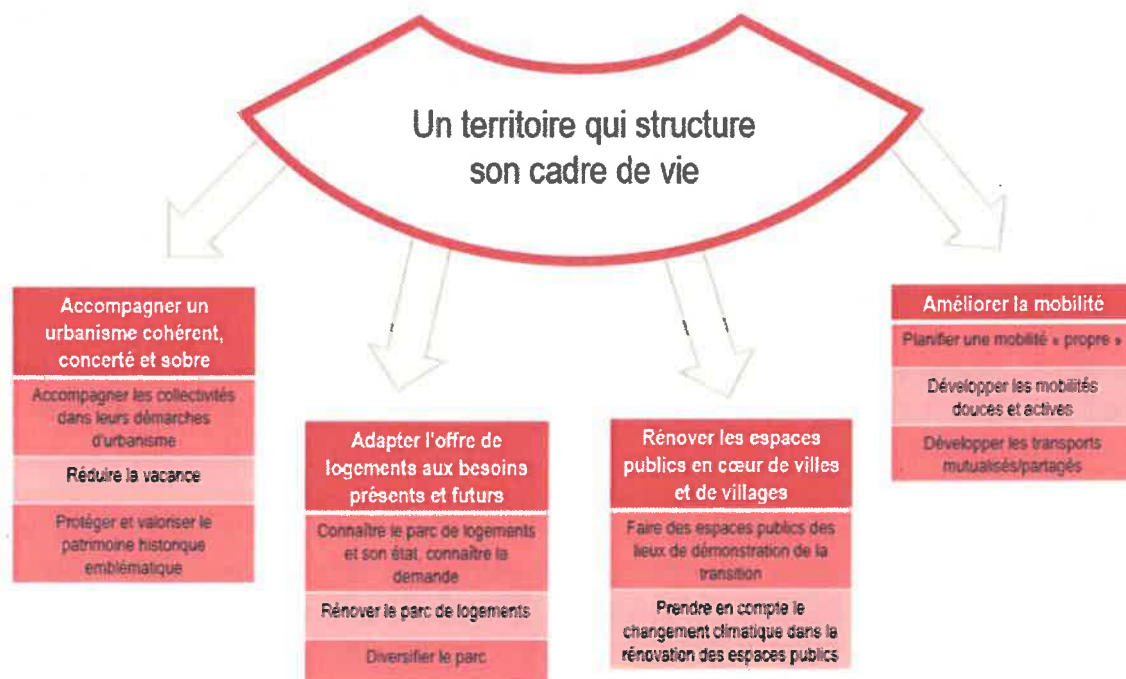 Un territoire qui structure
son cadre de vie
Accompagner un
urbanisme cohérent,
concerté et sobre
Accompagner les collectivités
dans leurs démarches
d'urbanisme
Réduire la vacance
Protéger et valoriser le
patrimoine historique
emblématique
Adapter l'offre de
logements aux besoins
présents et futurs
Connaître le parc de logements
et son état, connaître la
demande
Rénover le parc de logements
Diversifier le parc
Rénover les espaces
publics en cœur de villes
et de villages
Faire des espaces publics des
lieux de démonstration de la
transition
Prendre en compte le
changement climatique dans la
rénovation des espaces publics
Améliorer la mobilité
Planifier une mobilité « propre »
Développer les mobilités
douces et actives
Développer les transports
mutualisés/partagés